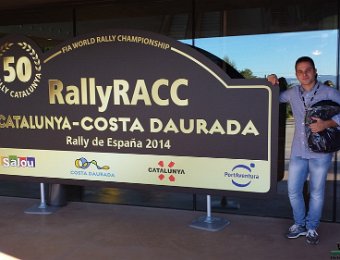 FIA WORLD RALLY CHAMPIONSHIP
50
RALLY CATALUNYA
RallyRACC
CATALUNYA-COSTA DAURADA
Rally de España 2014
Salou
COSTA DAURADA
CATALUNYA
PortAventura